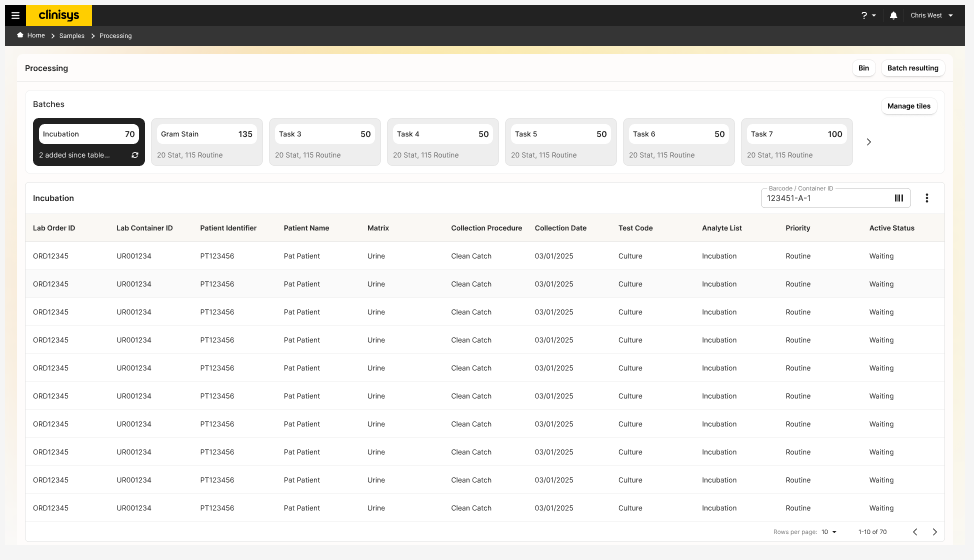 clinisys
? Chris West
Home > Samples > Processing
Processing
Bin Batch resulting
Batches
Manage tiles
Incubation 70
2 added since table...
Gram Stain 135
20 Stat, 115 Routine
Task 3 50
20 Stat, 115 Routine
Task 4 50
20 Stat, 115 Routine
Task 5 50
20 Stat, 115 Routine
Task 6 50
20 Stat, 115 Routine
Task 7 100
20 Stat, 115 Routine
Incubation
Barcode / Container ID
123451-A-1
Lab Order ID Lab Container ID Patient Identifier Patient Name Matrix Collection Procedure Collection Date Test Code Analyte List Priority Active Status
ORD12345 UR001234 PT123456 Pat Patient Urine Clean Catch 03/01/2025 Culture Incubation Routine Waiting
ORD12345 UR001234 PT123456 Pat Patient Urine Clean Catch 03/01/2025 Culture Incubation Routine Waiting
ORD12345 UR001234 PT123456 Pat Patient Urine Clean Catch 03/01/2025 Culture Incubation Routine Waiting
ORD12345 UR001234 PT123456 Pat Patient Urine Clean Catch 03/01/2025 Culture Incubation Routine Waiting
ORD12345 UR001234 PT123456 Pat Patient Urine Clean Catch 03/01/2025 Culture Incubation Routine Waiting
ORD12345 UR001234 PT123456 Pat Patient Urine Clean Catch 03/01/2025 Culture Incubation Routine Waiting
ORD12345 UR001234 PT123456 Pat Patient Urine Clean Catch 03/01/2025 Culture Incubation Routine Waiting
ORD12345 UR001234 PT123456 Pat Patient Urine Clean Catch 03/01/2025 Culture Incubation Routine Waiting
ORD12345 UR001234 PT123456 Pat Patient Urine Clean Catch 03/01/2025 Culture Incubation Routine Waiting
ORD12345 UR001234 PT123456 Pat Patient Urine Clean Catch 03/01/2025 Culture Incubation Routine Waiting
Rows per page: 10 1-10 of 70